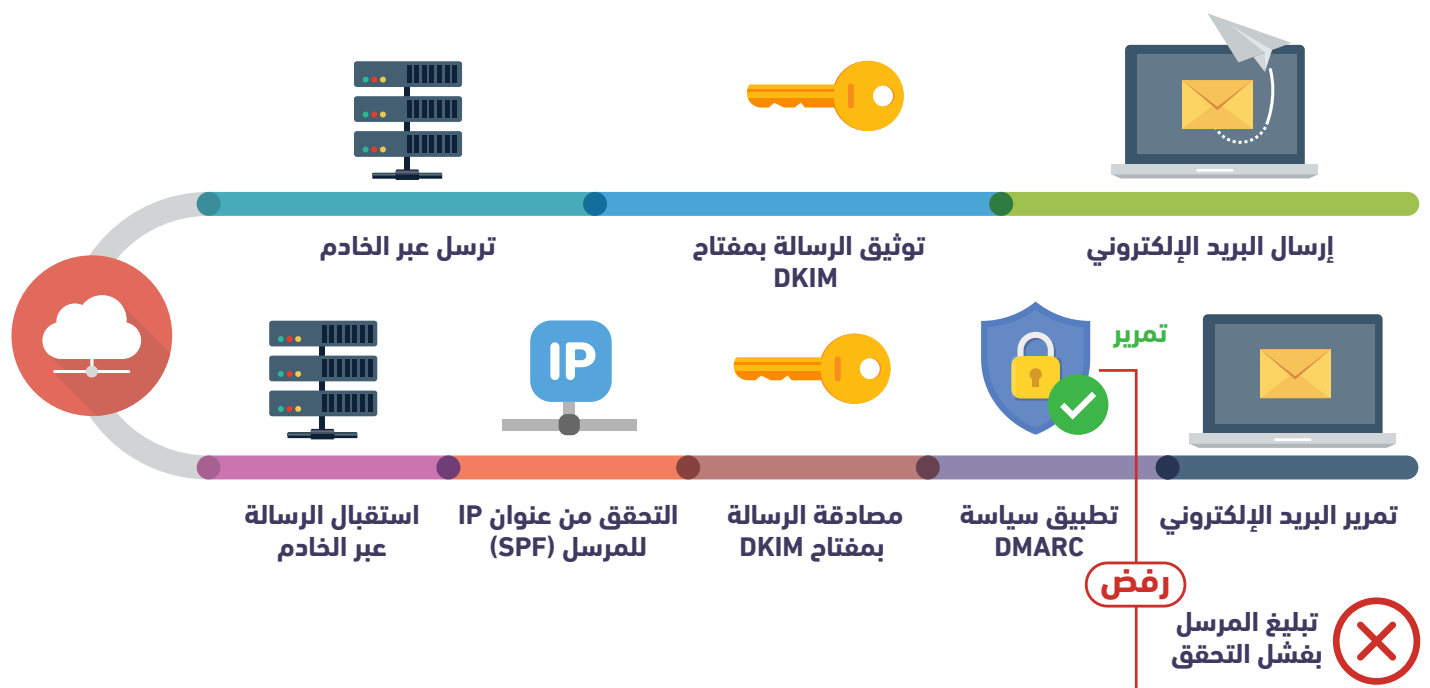 إرسال البريد الإلكتروني
توثيق الرسالة بمفتاح
DKIM
ترسل عبر الخادم
استقبال الرسالة
عبر الخادم
IP
التحقق من عنوان IP
للمرسل (SPF)
مصادقة الرسالة
بمفتاح DKIM
تطبيق سياسة
DMARC
تمرير
تمرير البريد الإلكتروني
رفض
تبليغ المرسل
بفشل التحقق